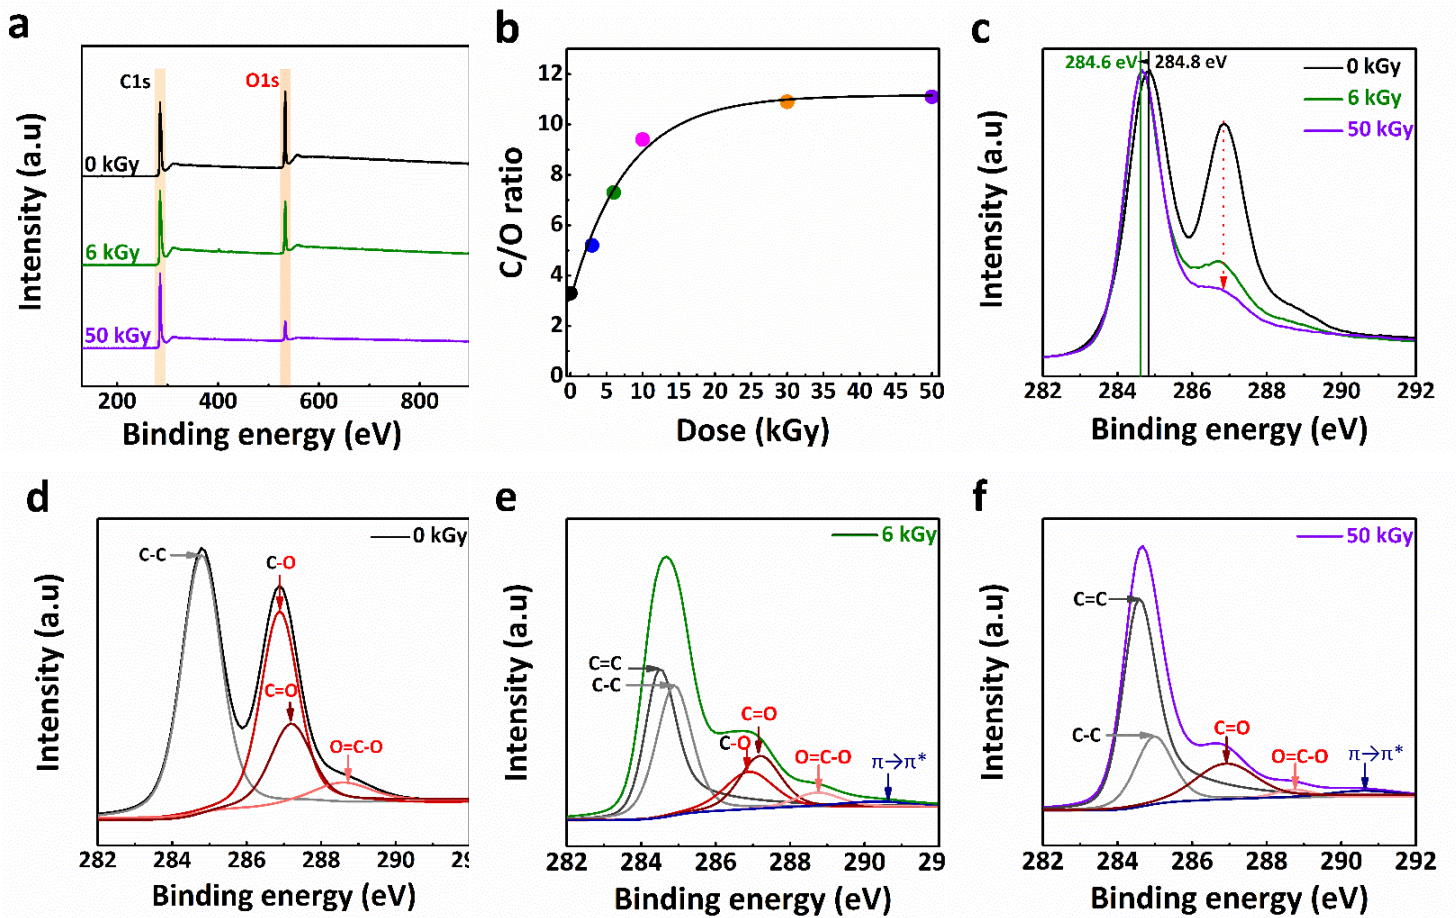 a
C1s
O1s
0 kGy
6 kGy
50 kGy
Intensity (a.u)
200 400 600 800
Binding energy (eV)
b
12
10
8
6
4
2
0
C/O ratio
0 5 10 15 20 25 30 35 40 45 50
Dose (kGy)
c
284.6 eV 284.8 eV
0 kGy
6 kGy
50 kGy
Intensity (a.u)
282 284 286 288 290 292
Binding energy (eV)
d
0 kGy
C-C
C-O
C=O
O=C-O
Intensity (a.u)
282 284 286 288 290 29
Binding energy (eV)
e
6 kGy
C=C
C-C
C=O
C-O
O=C-O
π→π*
Intensity (a.u)
282 284 286 288 290 29
Binding energy (eV)
f
50 kGy
C=C
C-C
C=O
O=C-O
π→π*
Intensity (a.u)
282 284 286 288 290 292
Binding energy (eV)